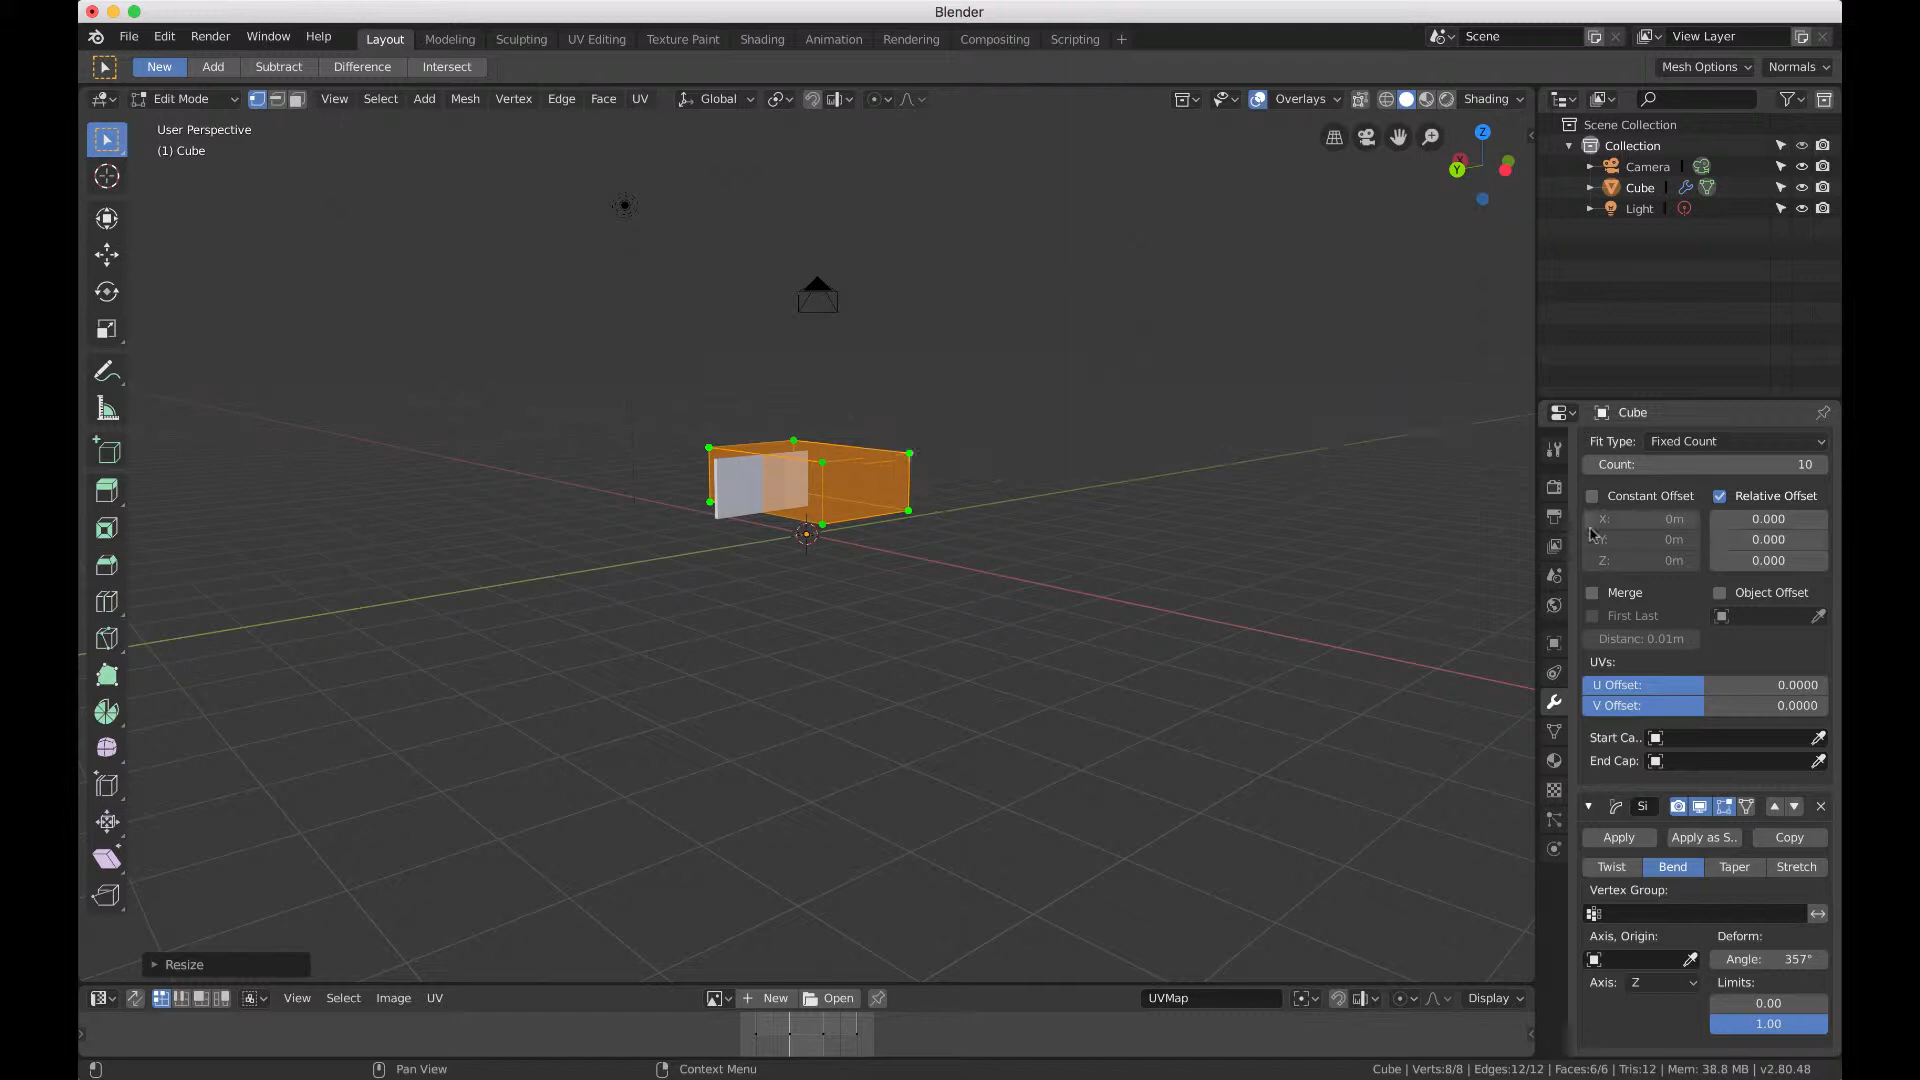 Blender
File Edit Render Window Help Layout Modeling Sculpting UV Editing Texture Paint Shading Animation Rendering Compositing Scripting + Scene View Layer
New Add Subtract Difference Intersect Mesh Options Normals
Edit Mode View Select Add Mesh Vertex Edge Face UV Global Overlays Shading
User Perspective
(1) Cube
Z
X
Y
Scene Collection
Collection
Camera
Cube
Light
Cube
Fit Type: Fixed Count
Count: 10
Constant Offset Relative Offset
X: 0m 0.000
Y: 0m 0.000
Z: 0m 0.000
Merge Object Offset
First Last
Distanc: 0.01m
UVs:
U Offset: 0.0000
V Offset: 0.0000
Start Ca..
End Cap:
Si
Apply Apply as S.. Copy
Twist Bend Taper Stretch
Vertex Group:
Axis, Origin: Deform:
Angle: 357°
Axis: Z Limits:
0.00
1.00
Resize
View Select Image UV New Open UVMap Display
Pan View Context Menu Cube | Verts:8/8 | Edges:12/12 | Faces:6/6 | Tris:12 | Mem: 38.8 MB | v2.80.48